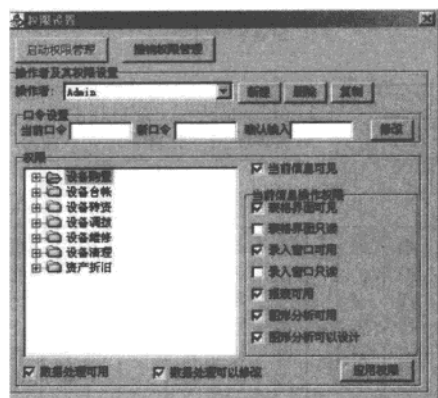 权限设置
启动权限管理 撤销权限管理
操作者及其权限设置
操作者: Admin 新建 删除 复制
口令设置
当前口令 新口令 确认输入 修改
权限
设备购置
设备台帐
设备转资
设备调拨
设备维修
设备清理
资产折旧
当前信息可见
当前信息操作权限
表格界面可见
表格界面只读
录入窗口可用
录入窗口只读
报表可用
图形分析可用
图形分析可以设计
数据处理可用 数据处理可以修改 应用权限